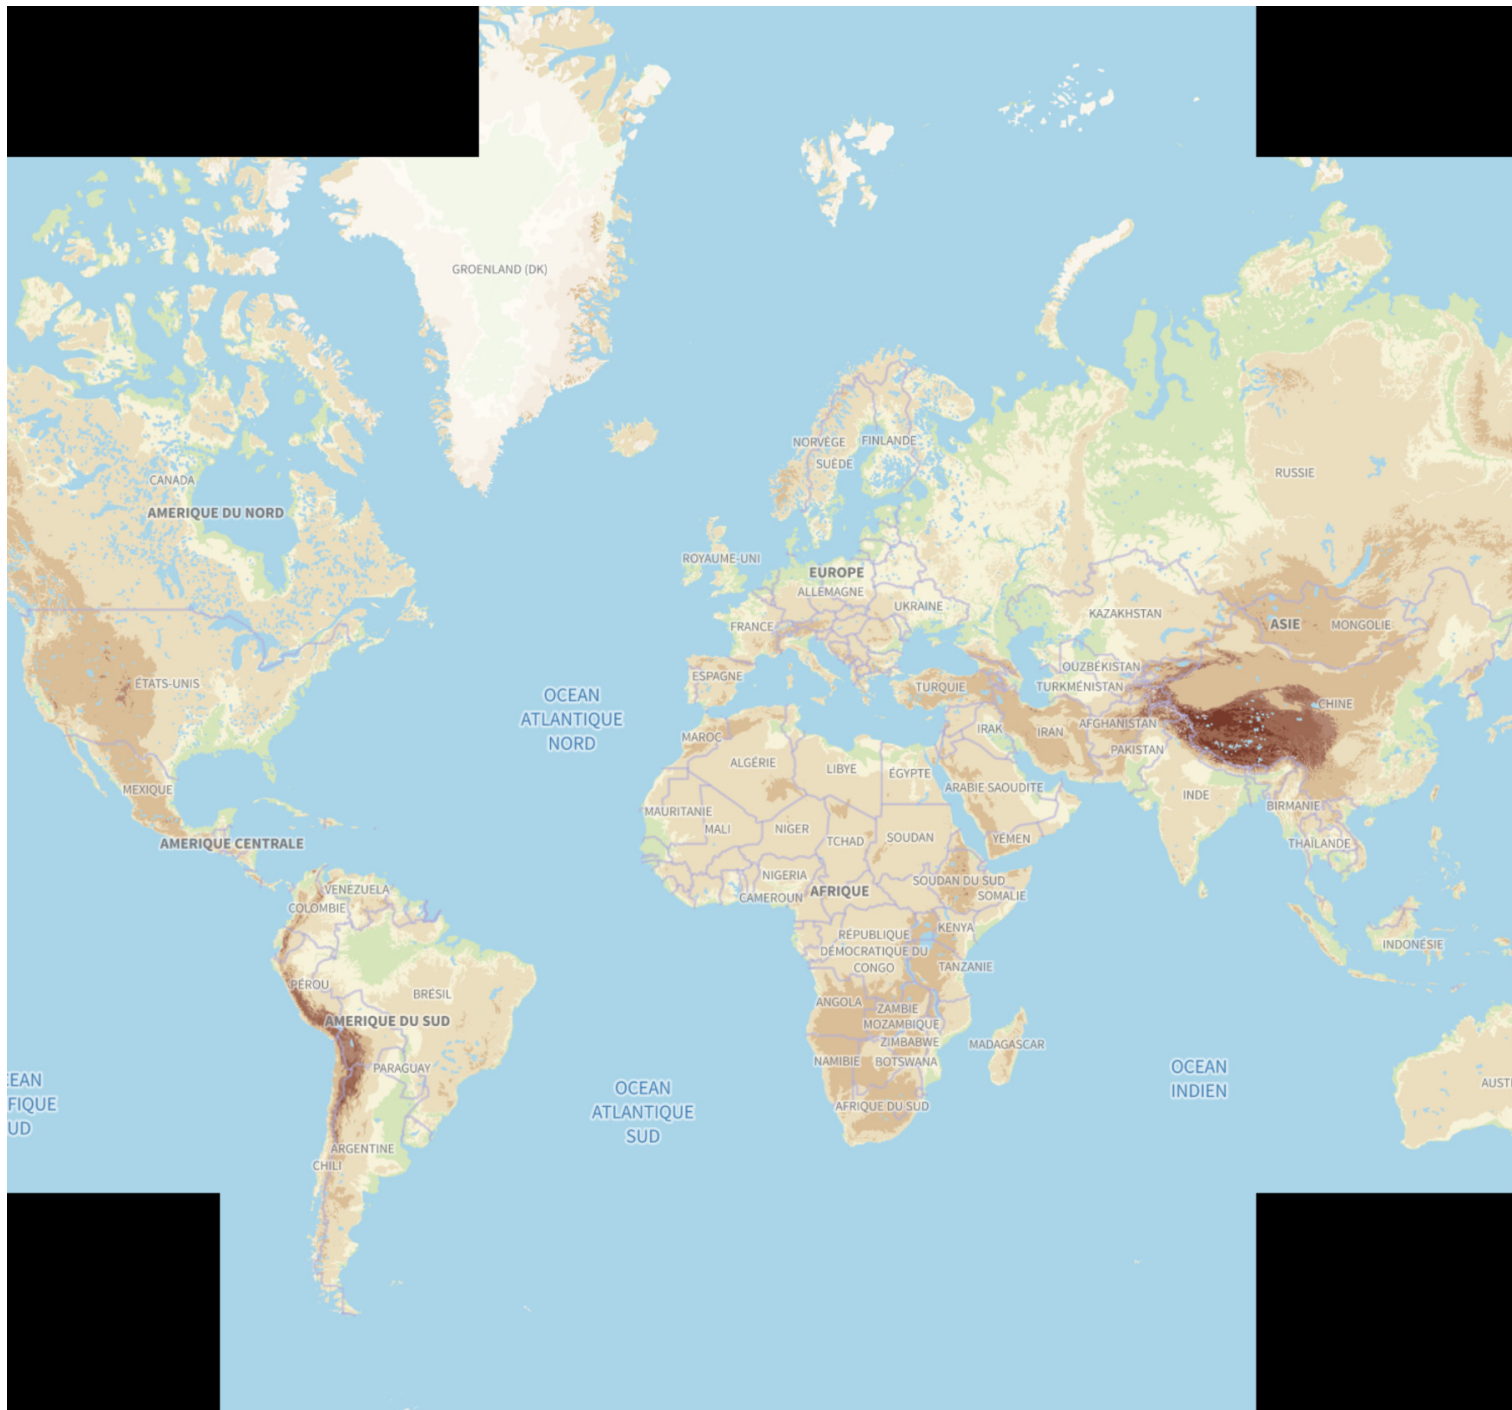 GROENLAND (DK)
NORVÈGE
FINLANDE
SUÈDE
RUSSIE
CANADA
AMERIQUE DU NORD
ROYAUME-UNI
EUROPE
ALLEMAGNE
UKRAINE
KAZAKHSTAN
FRANCE
ASIE
MONGOLIE
OUZBÉKISTAN
ESPAGNE
ÉTATS-UNIS
TURQUIE
TURKMÉNISTAN
OCEAN
ATLANTIQUE
NORD
CHINE
AFGHANISTAN
IRAK
IRAN
MAROC
PAKISTAN
ALGÉRIE
LIBYE
ÉGYPTE
ARABIE SAOUDITE
MEXIQUE
INDE
BIRMANIE
MAURITANIE
MALI
NIGER
TCHAD
SOUDAN
YÉMEN
AMERIQUE CENTRALE
THAÏLANDE
NIGERIA
SOUDAN DU SUD
VENEZUELA
AFRIQUE
CAMEROUN
SOMALIE
COLOMBIE
KENYA
RÉPUBLIQUE
DÉMOCRATIQUE DU
CONGO
INDONÉSIE
TANZANIE
PÉROU
BRÉSIL
ANGOLA
ZAMBIE
AMERIQUE DU SUD
MOZAMBIQUE
ZIMBABWE
MADAGASCAR
NAMIBIE
BOTSWANA
PARAGUAY
OCEAN
INDIEN
EAN
FIQUE
UD
AUST
OCEAN
ATLANTIQUE
SUD
AFRIQUE DU SUD
ARGENTINE
CHILI